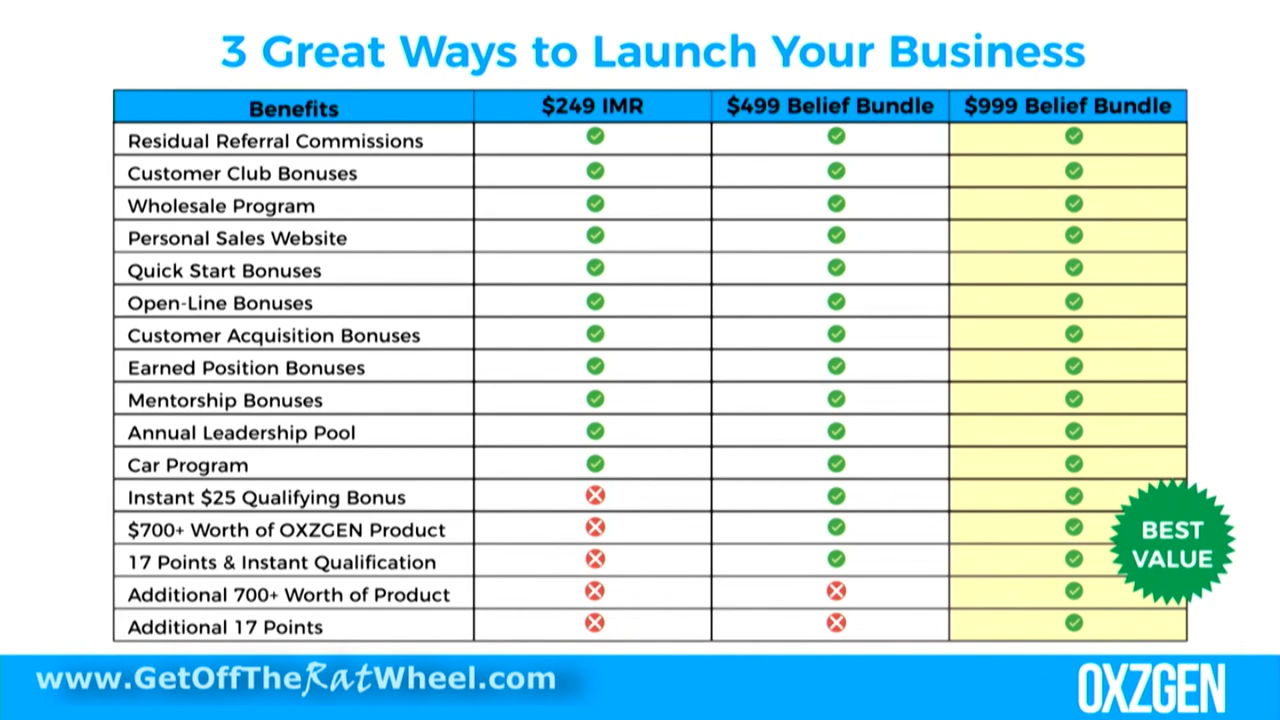 3 Great Ways to Launch Your Business
Benefits $249 IMR $499 Belief Bundle $999 Belief Bundle
Residual Referral Commissions
Customer Club Bonuses
Wholesale Program
Personal Sales Website
Quick Start Bonuses
Open-Line Bonuses
Customer Acquisition Bonuses
Earned Position Bonuses
Mentorship Bonuses
Annual Leadership Pool
Car Program
Instant $25 Qualifying Bonus
$700+ Worth of OXZGEN Product
17 Points & Instant Qualification
Additional 700+ Worth of Product
Additional 17 Points
BEST
VALUE
www.GetOffTheRatWheel.com
OXZGEN